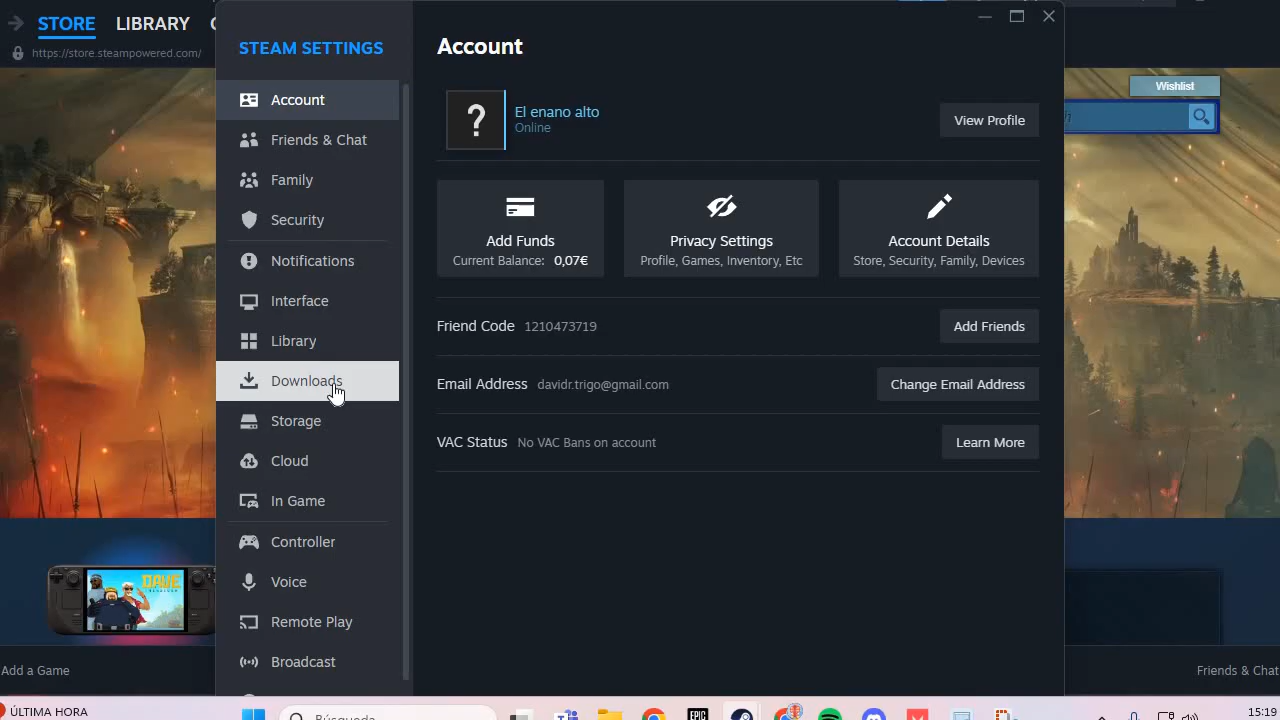 STORE
LIBRARY
https://store.steampowered.com/
STEAM SETTINGS
Account
Friends & Chat
Family
Security
Notifications
Interface
Library
Downloads
Storage
Cloud
In Game
Controller
Voice
Remote Play
Broadcast
Account
?
El enano alto
Online
View Profile
Add Funds
Current Balance: 0,07€
Privacy Settings
Profile, Games, Inventory, Etc
Account Details
Store, Security, Family, Devices
Friend Code 1210473719
Add Friends
Email Address davidr.trigo@gmail.com
Change Email Address
VAC Status No VAC Bans on account
Learn More
Wishlist
DAVE
Add a Game
Friends & Chat
ÚLTIMA HORA
Búsqueda
EPIC
15:19